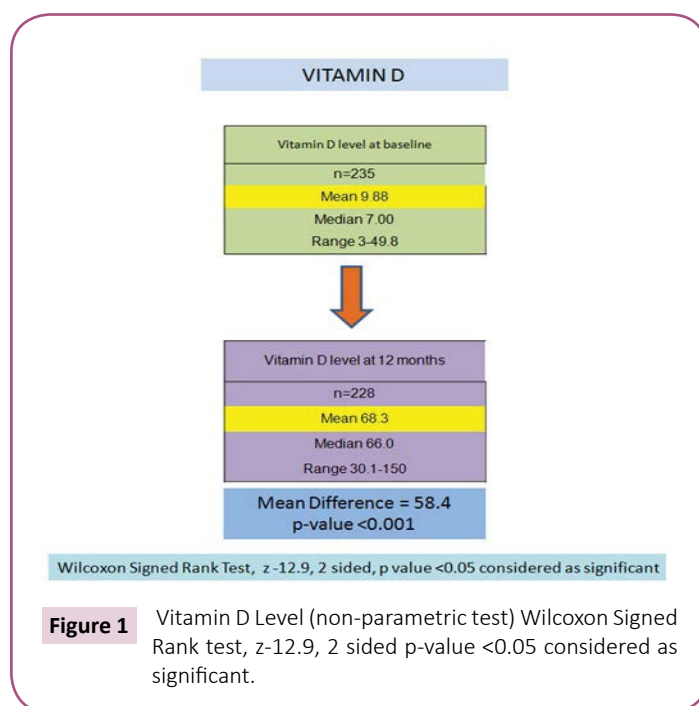 VITAMIN D
Vitamin D level at baseline
n=235
Mean 9.88
Median 7.00
Range 3-49.8
Vitamin D level at 12 months
n=228
Mean 68.3
Median 66.0
Range 30.1-150
Mean Difference = 58.4
p-value <0.001
Wilcoxon Signed Rank Test, z -12.9, 2 sided, p value <0.05 considered as significant
Figure 1 Vitamin D Level (non-parametric test) Wilcoxon Signed
Rank test, z-12.9, 2 sided p-value <0.05 considered as
significant.